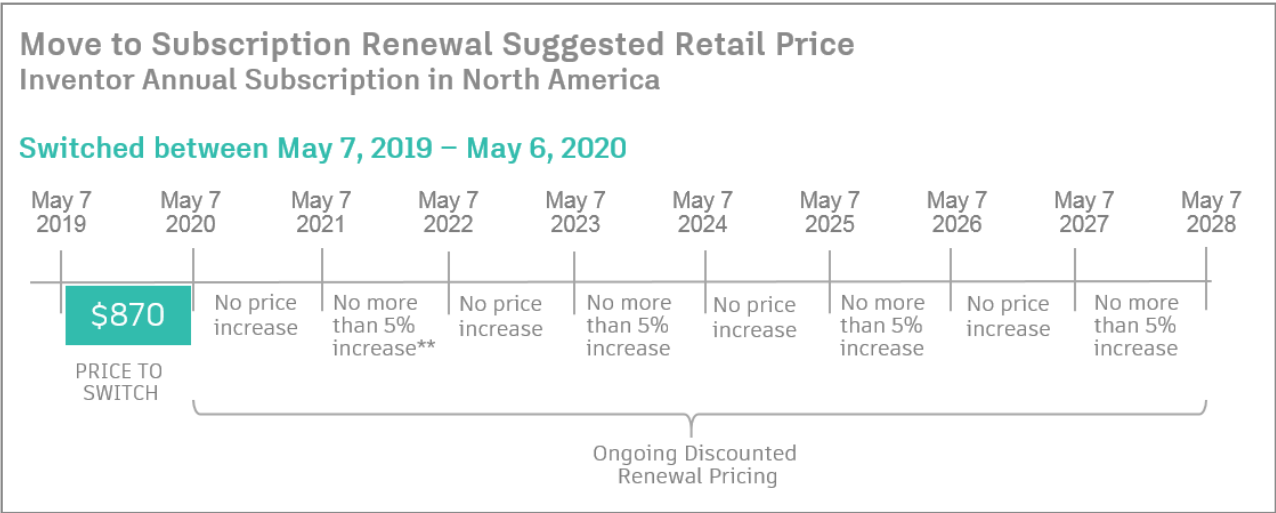 Move to Subscription Renewal Suggested Retail Price
Inventor Annual Subscription in North America
Switched between May 7, 2019 – May 6, 2020
May 7 May 7 May 7 May 7 May 7 May 7 May 7 May 7 May 7 May 7
2019 2020 2021 2022 2023 2024 2025 2026 2027 2028
$870
PRICE TO
SWITCH
No price
increase
No more
than 5%
increase**
No price
increase
No more
than 5%
increase
No price
increase
No more
than 5%
increase
No price
increase
No more
than 5%
increase
Ongoing Discounted
Renewal Pricing